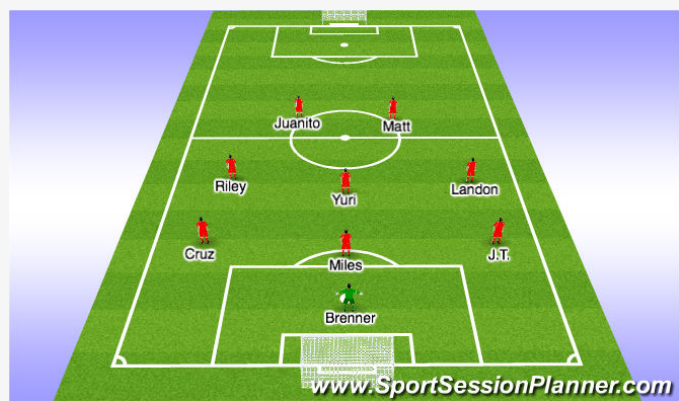 Juanito
Matt
Riley
Yuri
Landon
Cruz
Miles
J.T.
Brenner
www.SportSessionPlanner.com